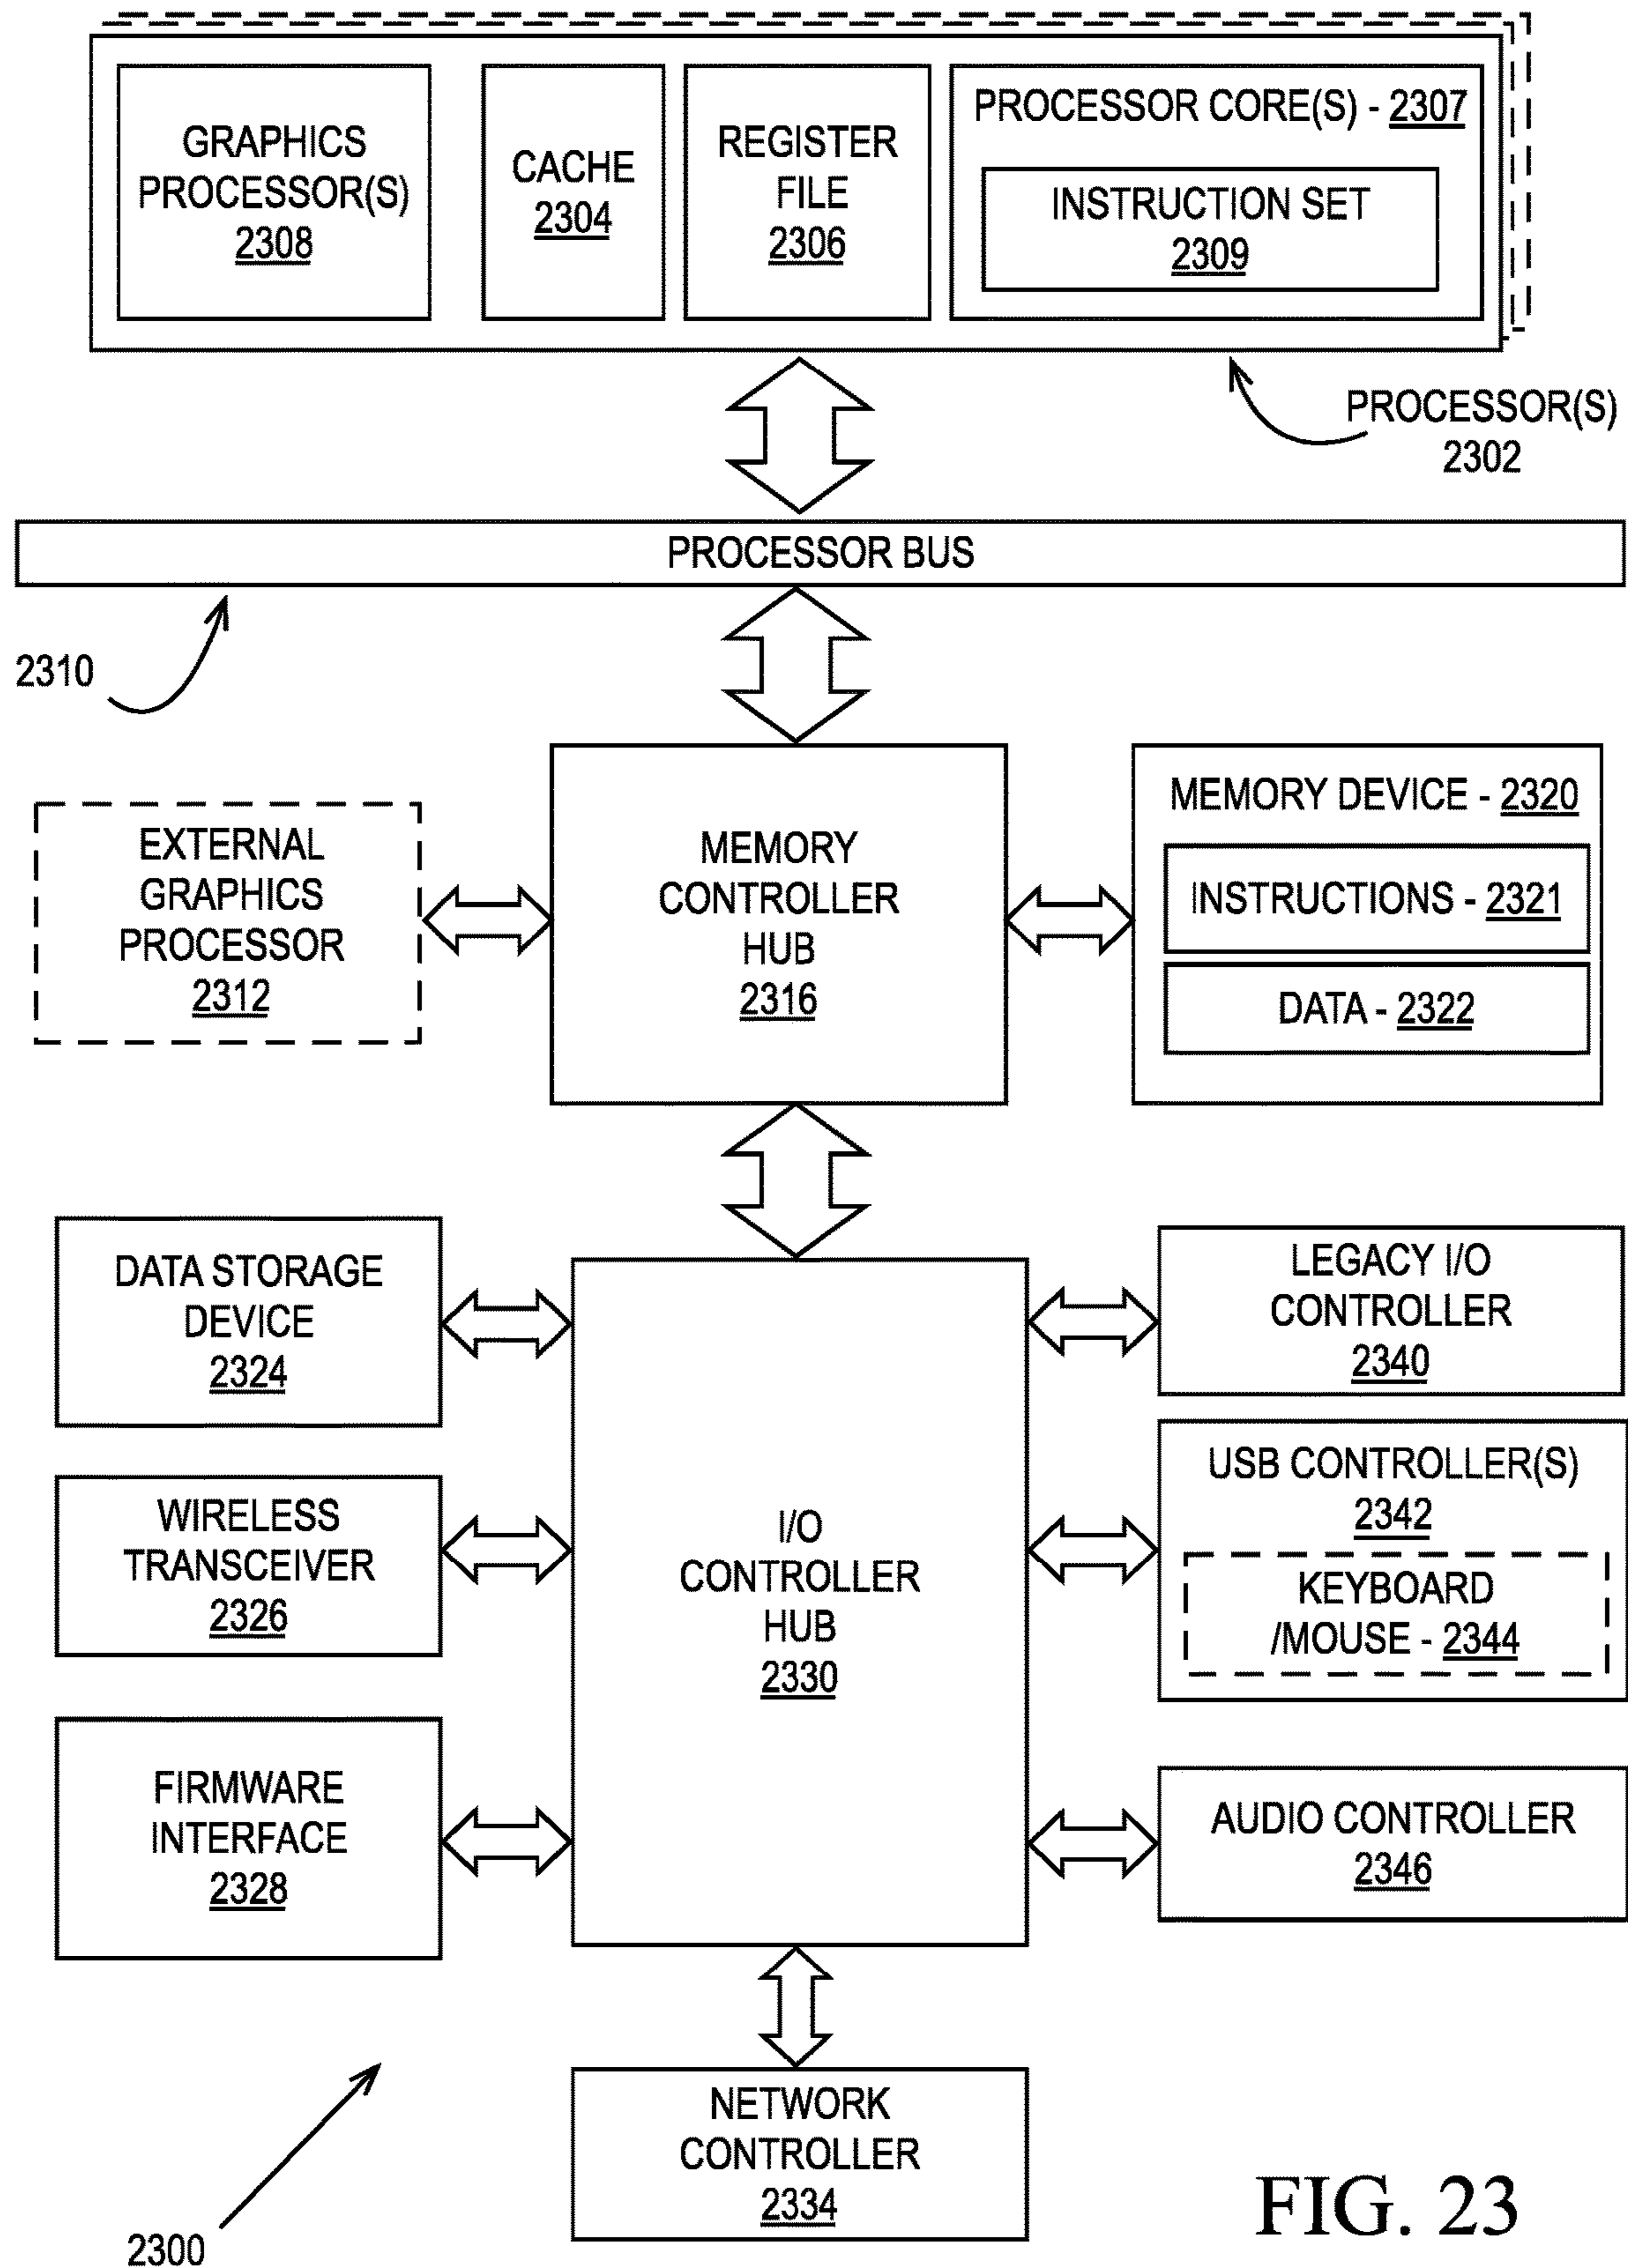 GRAPHICS
PROCESSOR(S)
2308
CACHE
2304
REGISTER
FILE
2306
PROCESSOR CORE(S) - 2307
INSTRUCTION SET
2309
PROCESSOR(S)
2302
PROCESSOR BUS
2310
EXTERNAL
GRAPHICS
PROCESSOR
2312
MEMORY
CONTROLLER
HUB
2316
MEMORY DEVICE - 2320
INSTRUCTIONS - 2321
DATA - 2322
DATA STORAGE
DEVICE
2324
WIRELESS
TRANSCEIVER
2326
FIRMWARE
INTERFACE
2328
I/O
CONTROLLER
HUB
2330
LEGACY I/O
CONTROLLER
2340
USB CONTROLLER(S)
2342
KEYBOARD
/MOUSE - 2344
AUDIO CONTROLLER
2346
NETWORK
CONTROLLER
2334
2300
FIG. 23